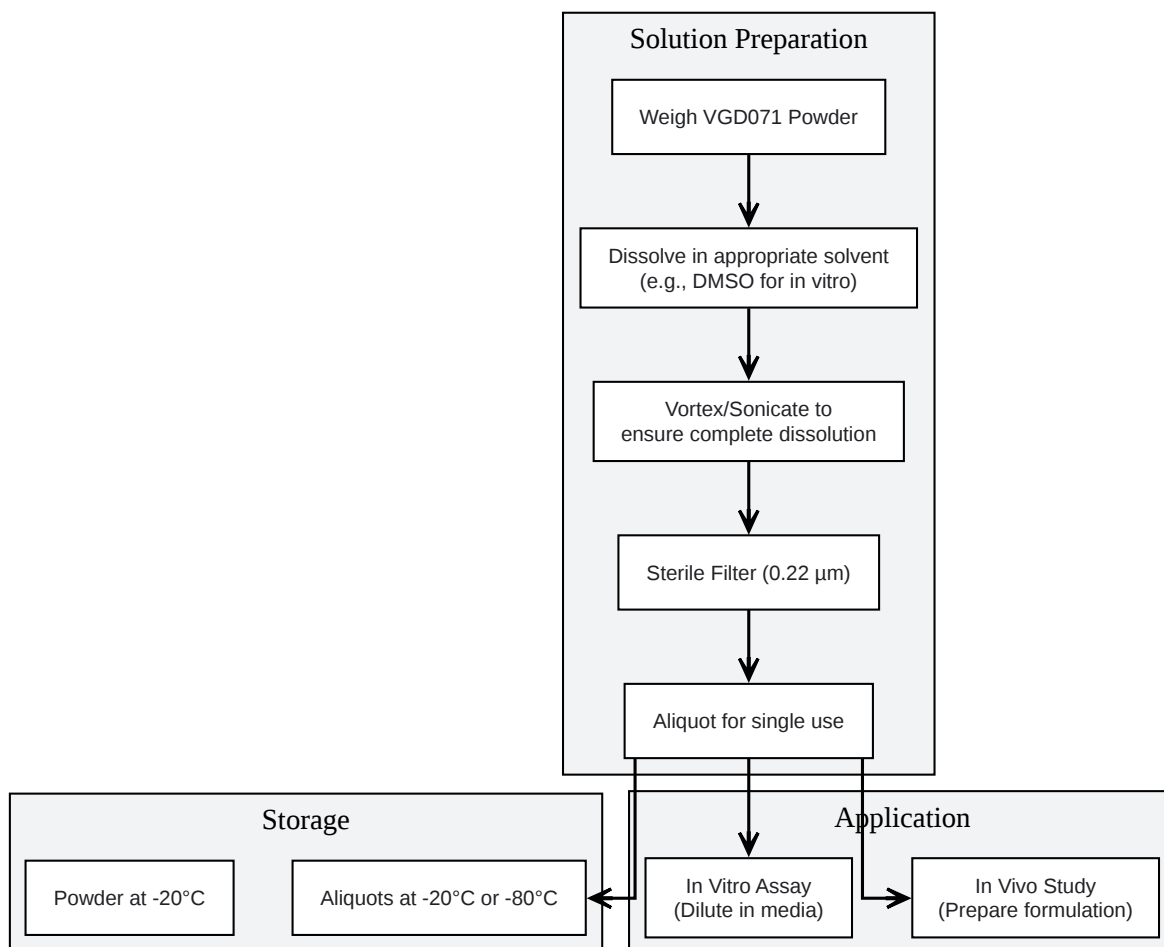 Solution Preparation
Weigh VGD071 Powder
Dissolve in appropriate solvent
(e.g., DMSO for in vitro)
Vortex/Sonicate to
ensure complete dissolution
Sterile Filter (0.22 µm)
Aliquot for single use
Storage
Powder at -20°C
Aliquots at -20°C or -80°C
Application
In Vitro Assay
(Dilute in media)
In Vivo Study
(Prepare formulation)